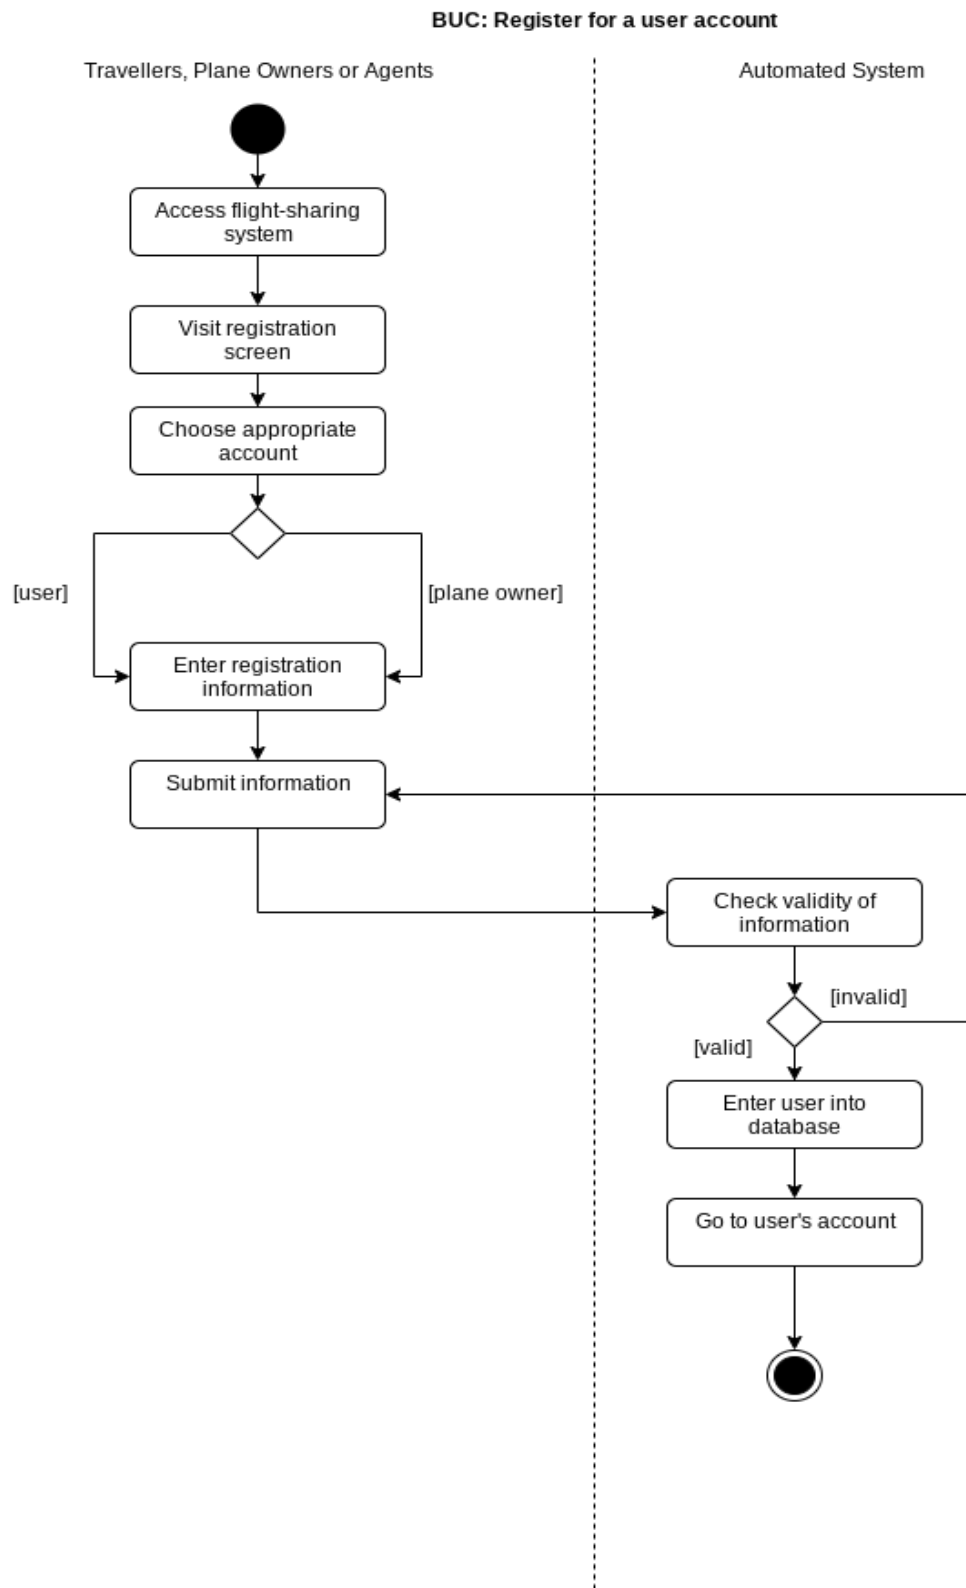 BUC: Register for a user account
Travellers, Plane Owners or Agents
Automated System
Access flight-sharing
system
Visit registration
screen
Choose appropriate
account
[user]
[plane owner]
Enter registration
information
Submit information
Check validity of
information
[invalid]
[valid]
Enter user into
database
Go to user's account